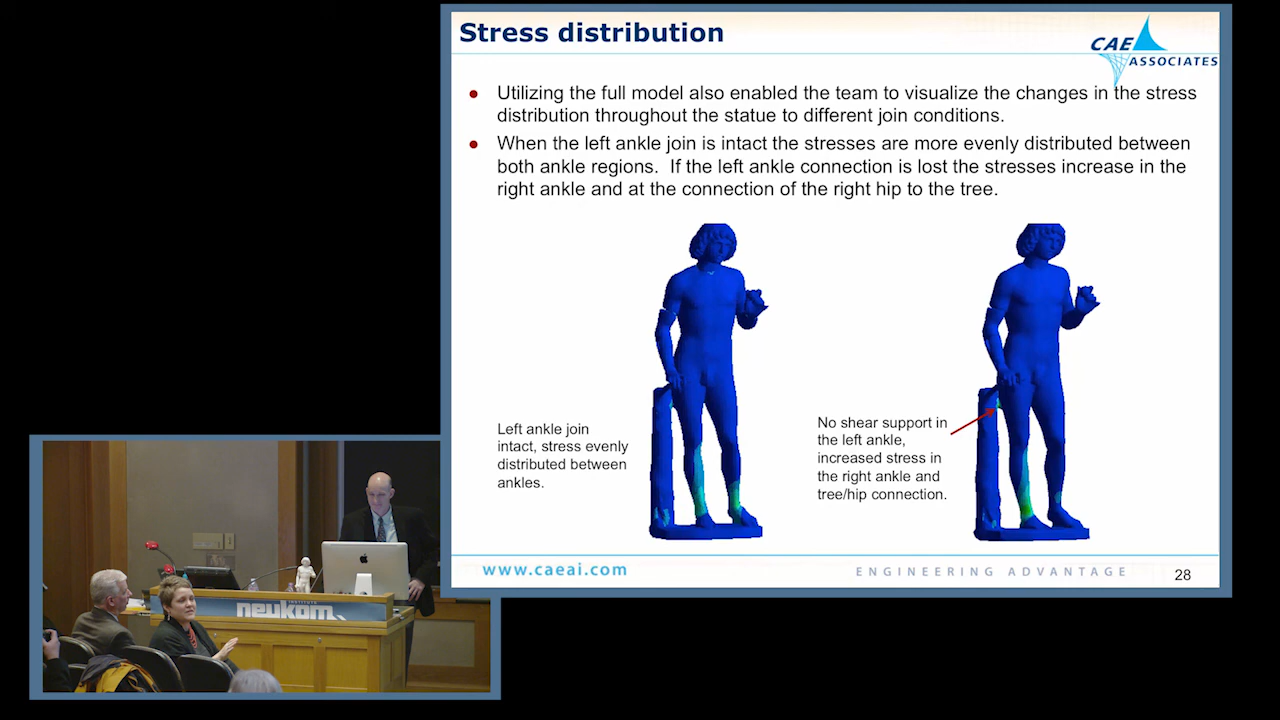 Stress distribution
CAE
ASSOCIATES
● Utilizing the full model also enabled the team to visualize the changes in the stress
distribution throughout the statue to different join conditions.
● When the left ankle join is intact the stresses are more evenly distributed between
both ankle regions. If the left ankle connection is lost the stresses increase in the
right ankle and at the connection of the right hip to the tree.
Left ankle join
intact, stress evenly
distributed between
ankles.
No shear support in
the left ankle,
increased stress in
the right ankle and
tree/hip connection.
www.caeai.com
ENGINEERING ADVANTAGE
28
INSTITUTE
neukom